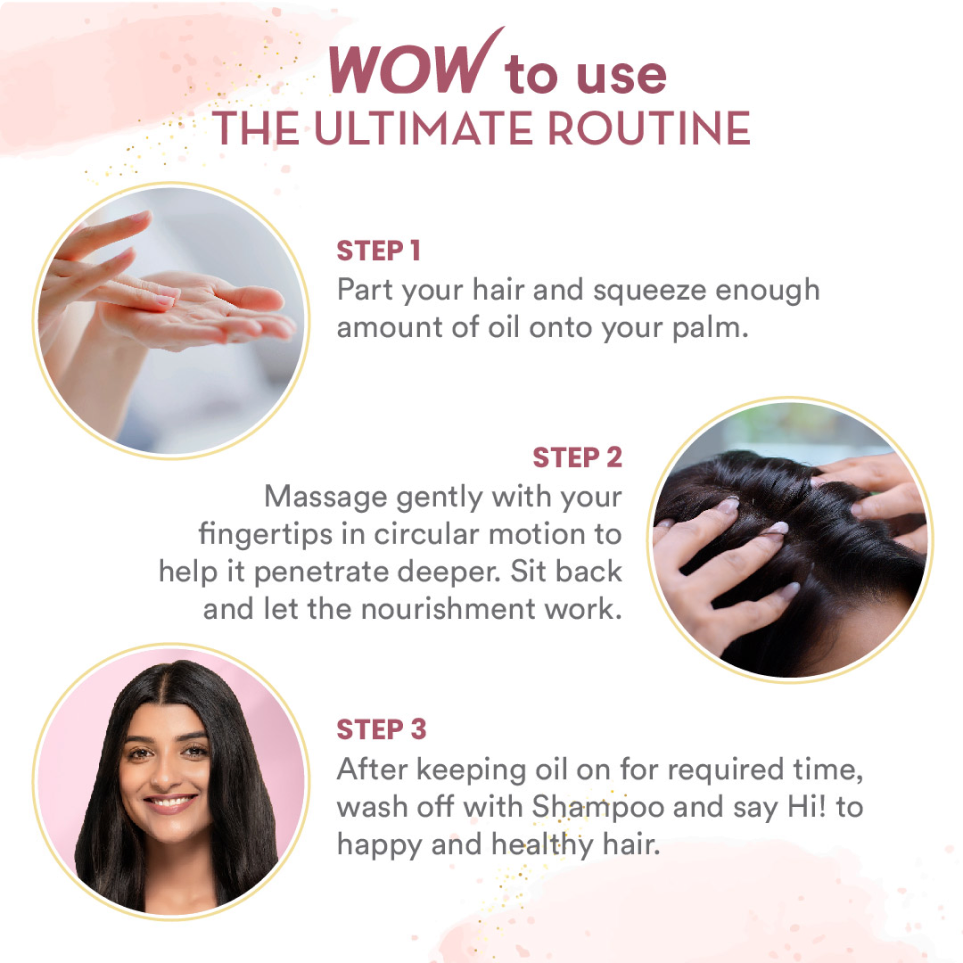 WOW to use
THE ULTIMATE ROUTINE
STEP 1
Part your hair and squeeze enough
amount of oil onto your palm.
STEP 2
Massage gently with your
fingertips in circular motion to
help it penetrate deeper. Sit back
and let the nourishment work.
STEP 3
After keeping oil on for required time,
wash off with Shampoo and say Hi! to
happy and healthy hair.